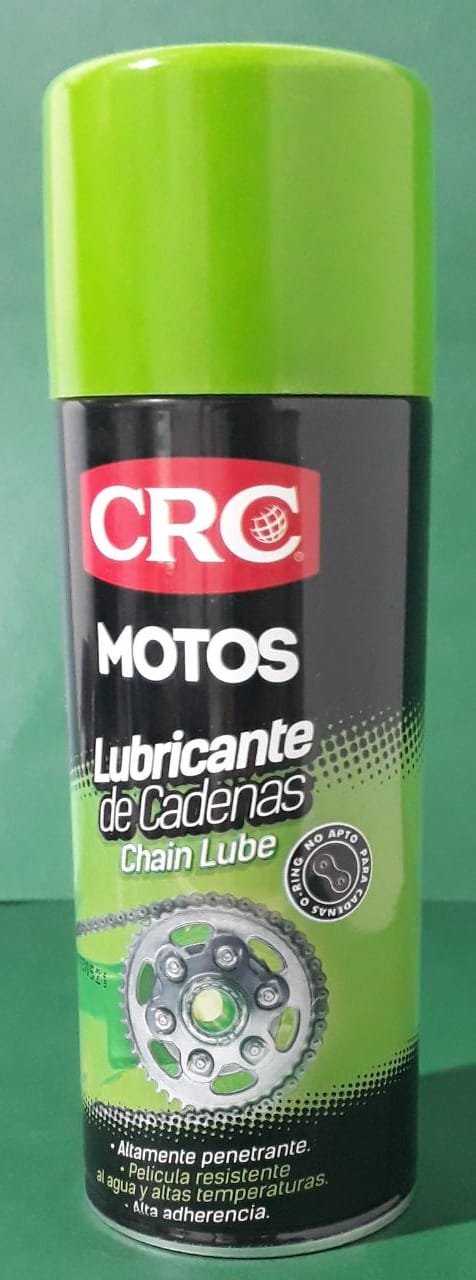 CRC
®
MOTOS
Lubricante
de Cadenas
Chain Lube
NO APTO PARA CADENAS O-RING
• Altamente penetrante.
• Película resistente
al agua y altas temperaturas.
• Alta adherencia.